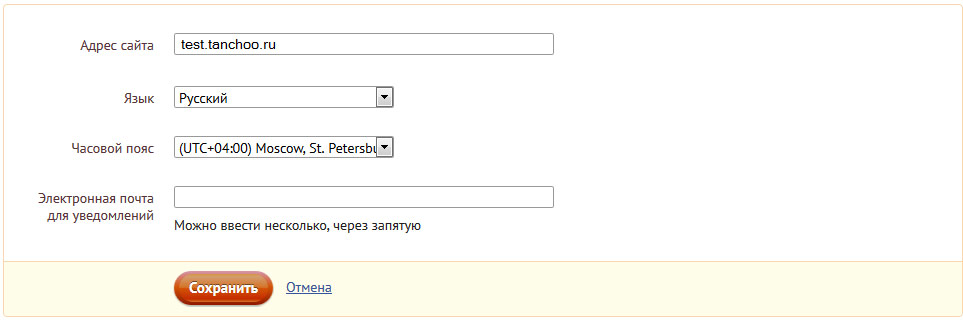 Адрес сайта test.tanchoo.ru
Язык Русский
Часовой пояс (UTC+04:00) Moscow, St. Petersbu
Электронная почта
для уведомлений
Можно ввести несколько, через запятую
Сохранить Отмена